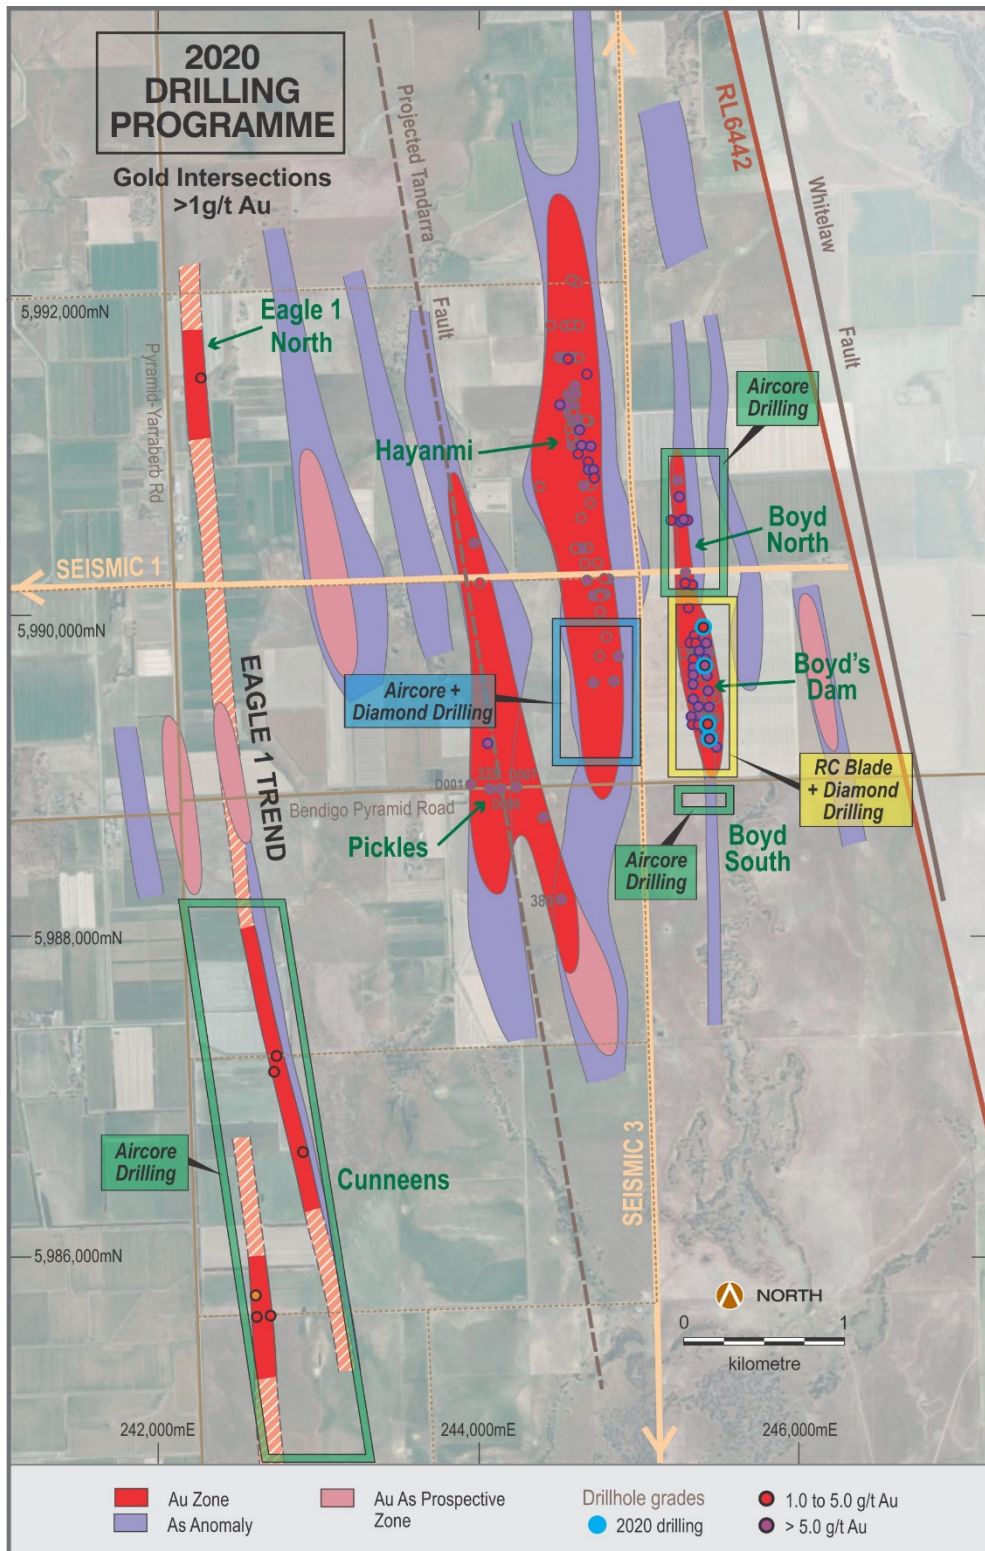 2020
DRILLING
PROGRAMME
Gold Intersections
>1g/t Au
Projected Tandarra
Fault
RL6442
Whitelaw
Fault
5,992,000mN
Eagle 1
North
Pyramid-Yarraberb Rd
Hayanmi
Aircore
Drilling
Boyd
North
SEISMIC 1
5,990,000mN
Boyd's
Dam
Aircore +
Diamond Drilling
EAGLE 1 TREND
D001
328
D047
Bendigo Pyramid Road
Pickles
RC Blade
+ Diamond
Drilling
Boyd
South
Aircore
Drilling
389
5,988,000mN
SEISMIC 3
Aircore
Drilling
Cunneens
5,986,000mN
NORTH
0 1
kilometre
242,000mE
244,000mE
246,000mE
Au Zone
As Anomaly
Au As Prospective
Zone
Drillhole grades
2020 drilling
1.0 to 5.0 g/t Au
> 5.0 g/t Au